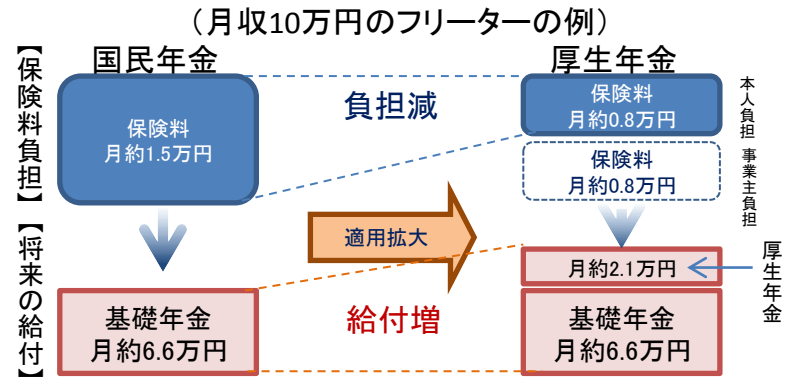 （月収10万円のフリーターの例）
国民年金
厚生年金
【保険料負担】
保険料
月約1.5万円
負担減
保険料
月約0.8万円
本人負担
保険料
月約0.8万円
事業主負担
適用拡大
【将来の給付】
基礎年金
月約6.6万円
給付増
月約2.1万円
厚生年金
基礎年金
月約6.6万円